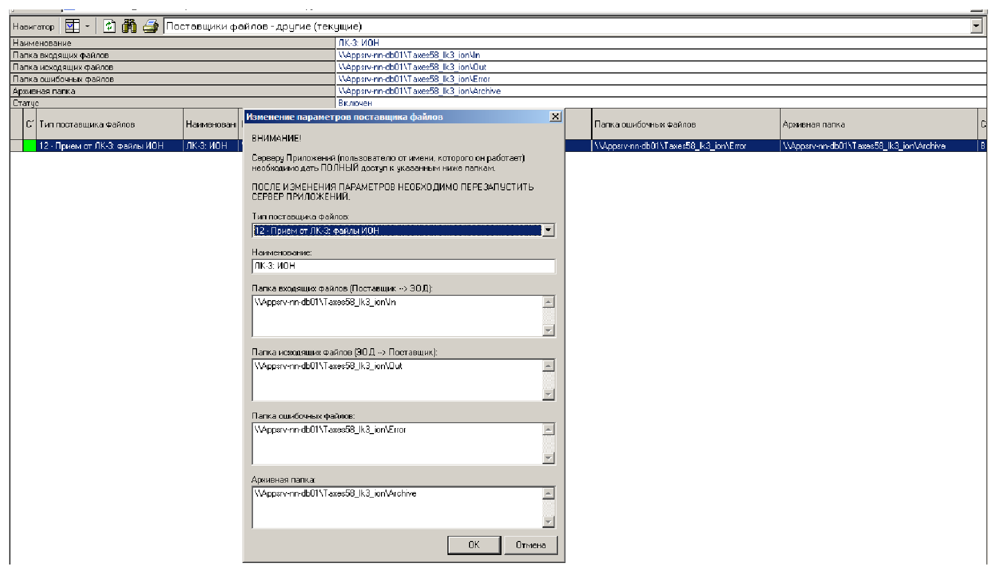 Навигатор
Поставщики файлов - другие (текущие)
Наименование ЛК-3: ИОН
Папка входящих файлов \\Appsrv-nn-db01\Taxes58_lk3_ion\In
Папка исходящих файлов \\Appsrv-nn-db01\Taxes58_lk3_ion\Out
Папка ошибочных файлов \\Appsrv-nn-db01\Taxes58_lk3_ion\Error
Архивная папка \\Appsrv-nn-db01\Taxes58_lk3_ion\Archive
Статус Включен
Тип поставщика файлов Папка ошибочных файлов Архивная папка
12 - Прием от ЛК-3: файлы ИОН ЛК-3: ИОН \\Appsrv-nn-db01\Taxes58_lk3_ion\Error \\Appsrv-nn-db01\Taxes58_lk3_ion\Archive В
Изменение параметров поставщика файлов
ВНИМАНИЕ!
Серверу Приложений (пользователю от имени, которого он работает)
необходимо дать ПОЛНЫЙ доступ к указанным ниже папкам.
ПОСЛЕ ИЗМЕНЕНИЯ ПАРАМЕТРОВ НЕОБХОДИМО ПЕРЕЗАПУСТИТЬ
СЕРВЕР ПРИЛОЖЕНИЙ.
Тип поставщика файлов:
12 - Прием от ЛК-3: файлы ИОН
Наименование:
ЛК-3: ИОН
Папка входящих файлов (Поставщик --> ЭОД):
\\Appsrv-nn-db01\Taxes58_lk3_ion\In
Папка исходящих файлов (ЭОД --> Поставщик):
\\Appsrv-nn-db01\Taxes58_lk3_ion\Out
Папка ошибочных файлов:
\\Appsrv-nn-db01\Taxes58_lk3_ion\Error
Архивная папка:
\\Appsrv-nn-db01\Taxes58_lk3_ion\Archive
OK Отмена